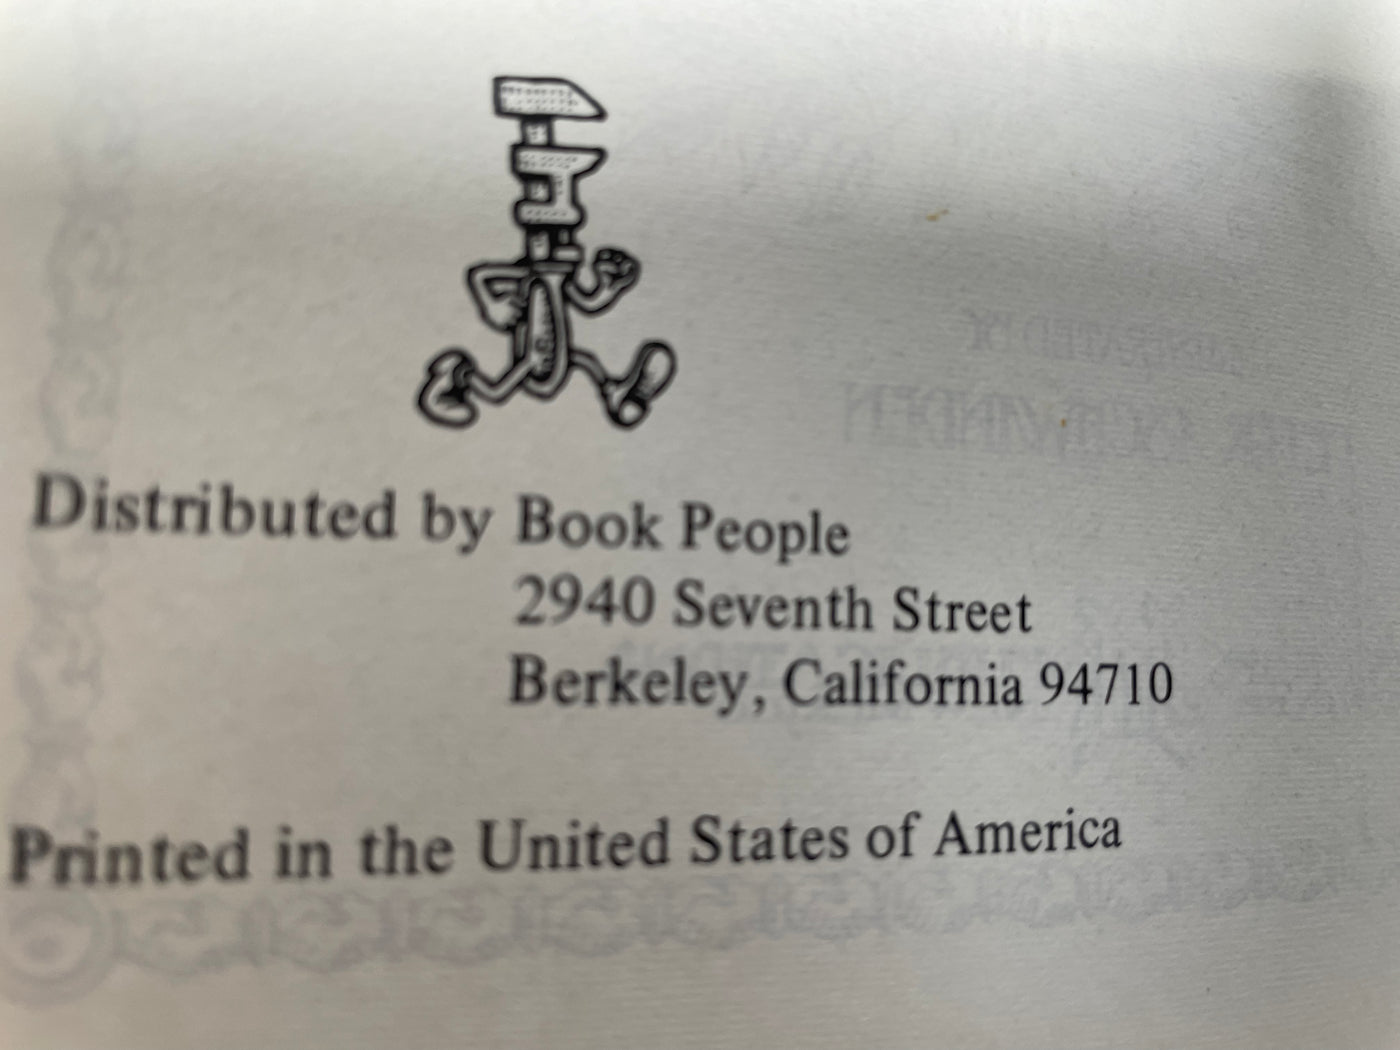 Distributed by Book People
2940 Seventh Street
Berkeley, California 94710
Printed in the United States of America